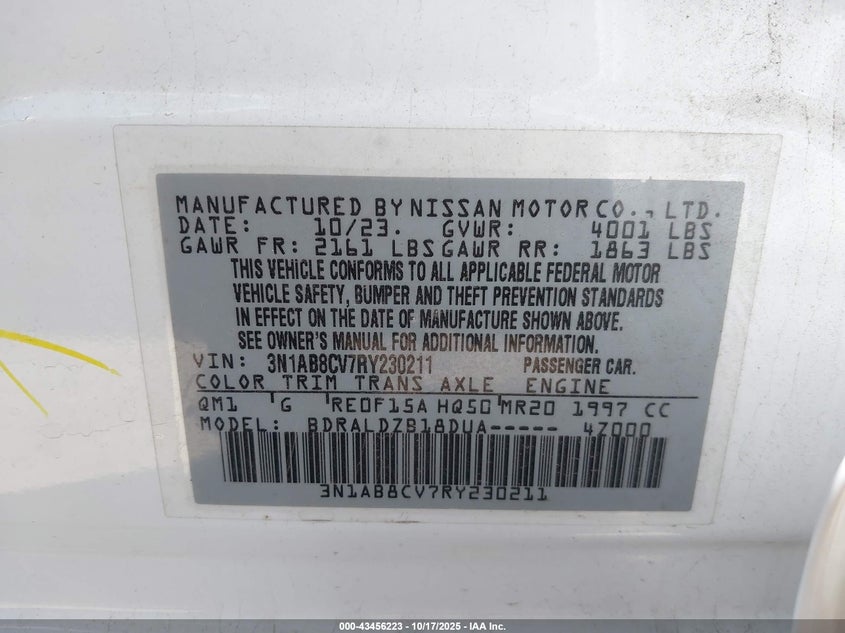 MANUFACTURED BY NISSAN MOTOR CO., LTD.
DATE: 10/23. GVWR: 4001 LBS
GAWR FR: 2161 LBS GAWR RR: 1863 LBS
THIS VEHICLE CONFORMS TO ALL APPLICABLE FEDERAL MOTOR
VEHICLE SAFETY, BUMPER AND THEFT PREVENTION STANDARDS
IN EFFECT ON THE DATE OF MANUFACTURE SHOWN ABOVE.
SEE OWNER'S MANUAL FOR ADDITIONAL INFORMATION.
VIN: 3N1AB8CV7RY230211 PASSENGER CAR.
COLOR TRIM TRANS AXLE ENGINE
QM1 G RE0F15A HQ50 MR20 1997 CC
MODEL: BDRALDZB18DUA----- 4Z000
3N1AB8CV7RY230211
000-43456223 | 10/17/2025 - IAA Inc.